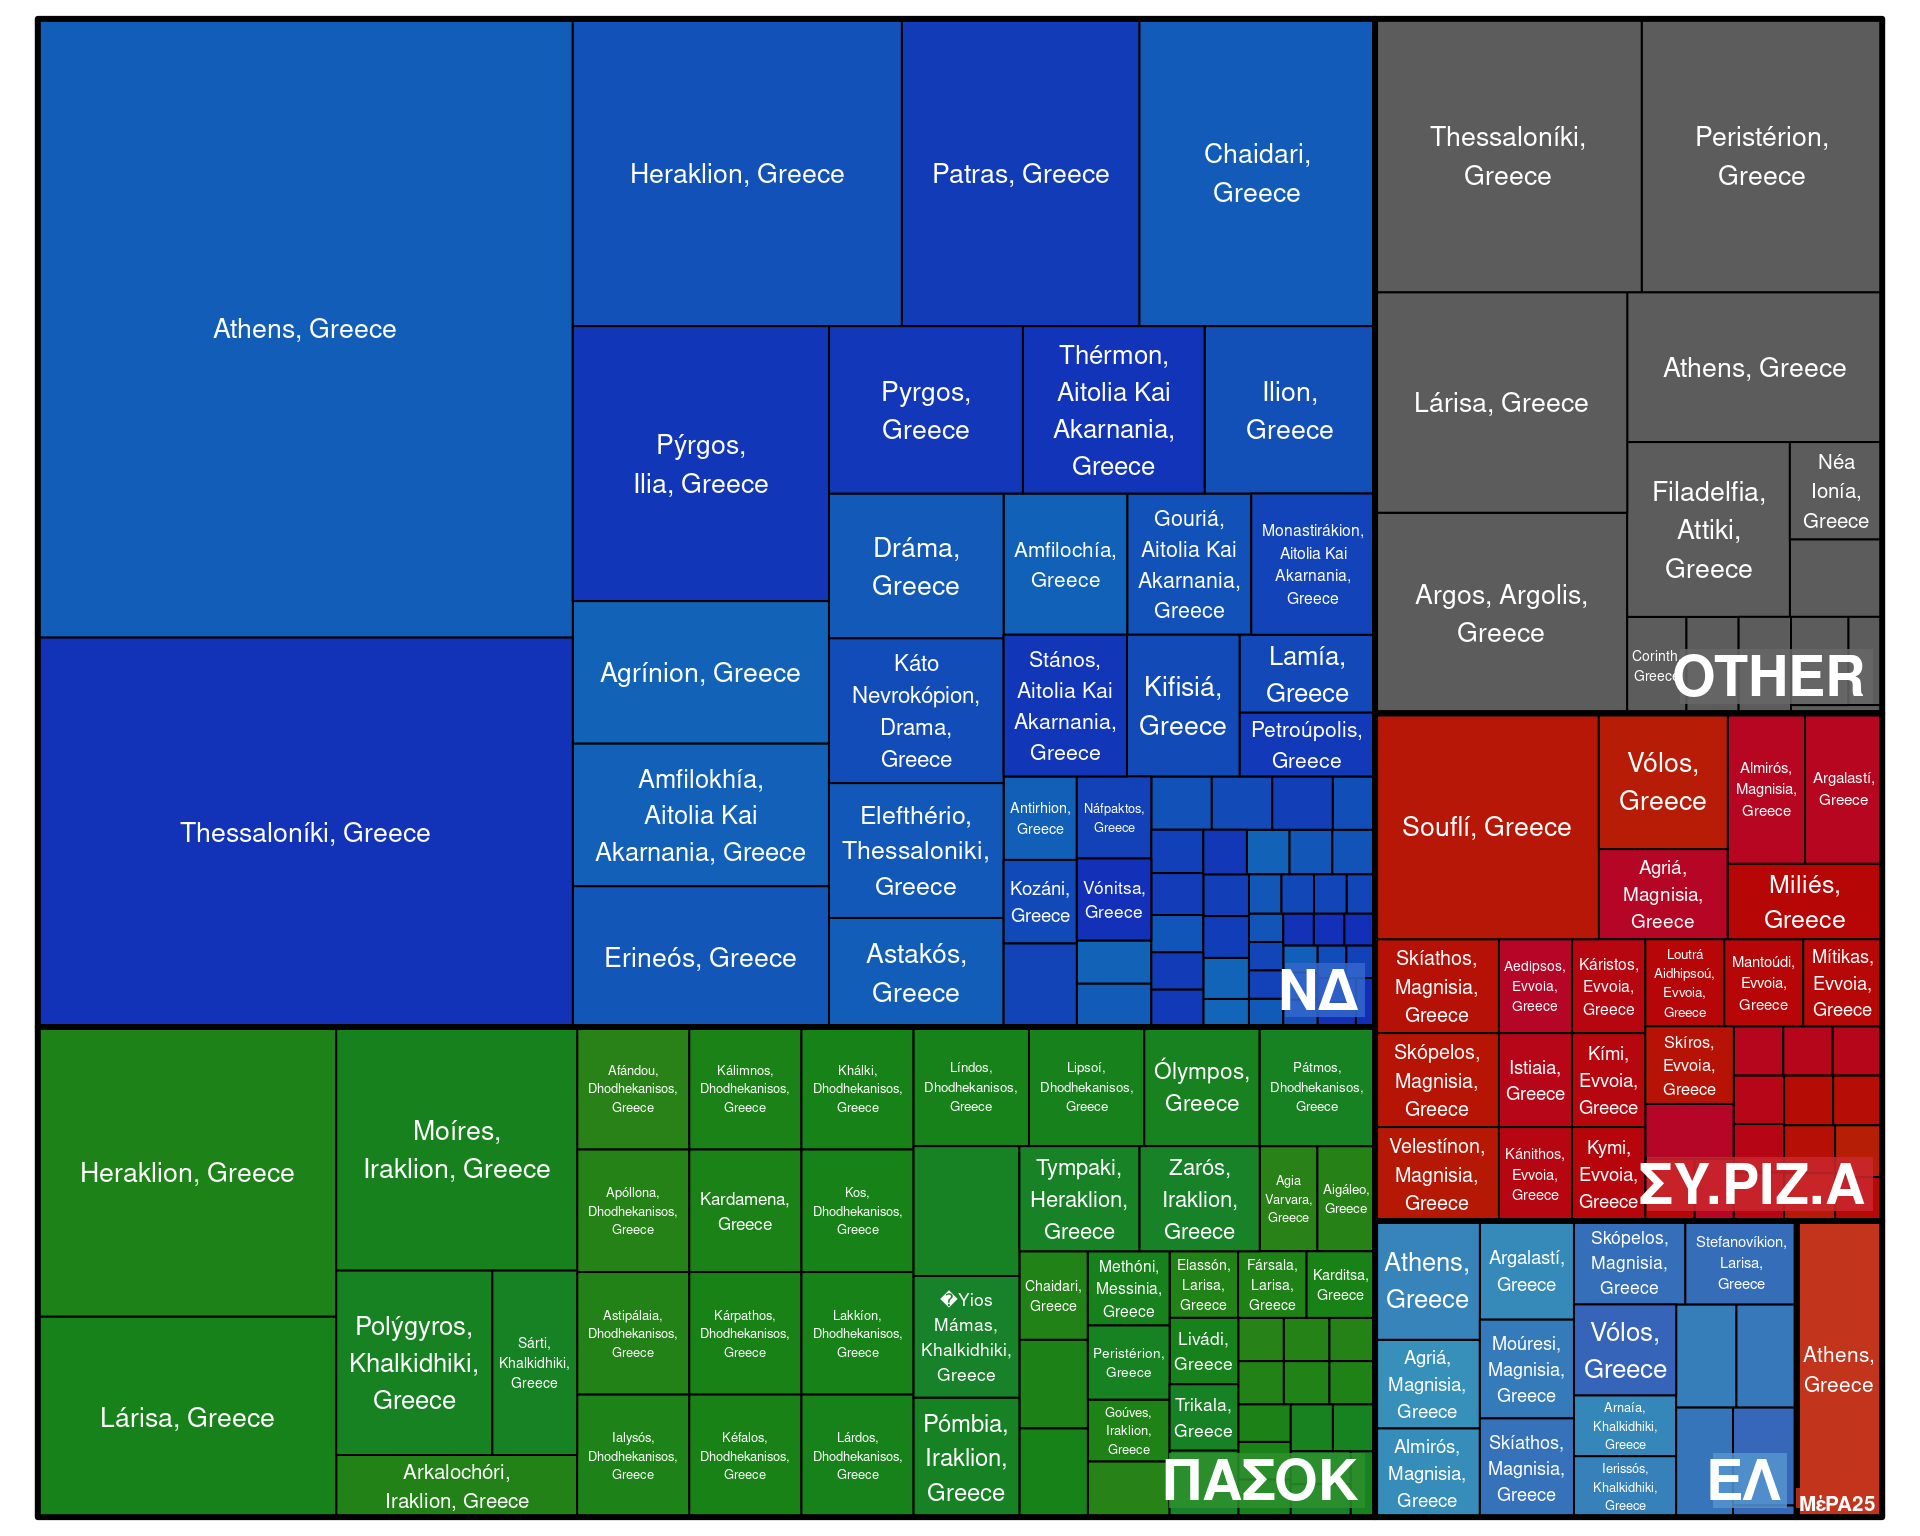 Athens, Greece
Thessaloníki, Greece
Heraklion, Greece
Patras, Greece
Chaidari,
Greece
Pýrgos,
Ilia, Greece
Pyrgos,
Greece
Thérmon,
Aitolia Kai
Akarnania,
Greece
Ilion,
Greece
Agrínion, Greece
Amfilokhía,
Aitolia Kai
Akarnania, Greece
Erineós, Greece
Dráma,
Greece
Káto
Nevrokópion,
Drama,
Greece
Elefthério,
Thessaloniki,
Greece
Astakós,
Greece
Amfilochía,
Greece
Gouriá,
Aitolia Kai
Akarnania,
Greece
Monastirákion,
Aitolia Kai
Akarnania,
Greece
Stános,
Aitolia Kai
Akarnania,
Greece
Kifisiá,
Greece
Lamía,
Greece
Petroúpolis,
Greece
Antirhion,
Greece
Náfpaktos,
Greece
Kozáni,
Greece
Vónitsa,
Greece
ΝΔ
Thessaloníki,
Greece
Peristérion,
Greece
Lárisa, Greece
Athens, Greece
Argos, Argolis,
Greece
Filadelfia,
Attiki,
Greece
Néa
Ionía,
Greece
Corinth,
Greece
OTHER
Souflí, Greece
Vólos,
Greece
Almirós,
Magnisia,
Greece
Argalastí,
Greece
Agriá,
Magnisia,
Greece
Miliés,
Greece
Skíathos,
Magnisia,
Greece
Aedipsos,
Evvoia,
Greece
Káristos,
Evvoia,
Greece
Loutrá
Aidhipsoú,
Evvoia,
Greece
Mantoúdi,
Evvoia,
Greece
Mítikas,
Evvoia,
Greece
Skópelos,
Magnisia,
Greece
Istiaia,
Greece
Kími,
Evvoia,
Greece
Skíros,
Evvoia,
Greece
Velestínon,
Magnisia,
Greece
Kánithos,
Evvoia,
Greece
Kymi,
Evvoia,
Greece
ΣΥ.ΡΙΖ.Α
Heraklion, Greece
Lárisa, Greece
Moíres,
Iraklion, Greece
Polýgyros,
Khalkidhiki,
Greece
Sárti,
Khalkidhiki,
Greece
Arkalochóri,
Iraklion, Greece
Afándou,
Dhodhekanisos,
Greece
Kálimnos,
Dhodhekanisos,
Greece
Khálki,
Dhodhekanisos,
Greece
Apóllona,
Dhodhekanisos,
Greece
Kardamena,
Greece
Kos,
Dhodhekanisos,
Greece
Astipálaia,
Dhodhekanisos,
Greece
Kárpathos,
Dhodhekanisos,
Greece
Lakkíon,
Dhodhekanisos,
Greece
Ialysós,
Dhodhekanisos,
Greece
Kéfalos,
Dhodhekanisos,
Greece
Lárdos,
Dhodhekanisos,
Greece
Líndos,
Dhodhekanisos,
Greece
Lipsoí,
Dhodhekanisos,
Greece
Ólympos,
Greece
Pátmos,
Dhodhekanisos,
Greece
�Yios
Mámas,
Khalkidhiki,
Greece
Pómbia,
Iraklion,
Greece
Tympaki,
Heraklion,
Greece
Zarós,
Iraklion,
Greece
Agia
Varvara,
Greece
Aigáleo,
Greece
Chaidari,
Greece
Methóni,
Messinia,
Greece
Elassón,
Larisa,
Greece
Fársala,
Larisa,
Greece
Karditsa,
Greece
Peristérion,
Greece
Livádi,
Greece
Goúves,
Iraklion,
Greece
Trikala,
Greece
ΠΑΣΟΚ
Athens,
Greece
Argalastí,
Greece
Skópelos,
Magnisia,
Greece
Stefanovíkion,
Larisa,
Greece
Agriá,
Magnisia,
Greece
Moúresi,
Magnisia,
Greece
Vólos,
Greece
Almirós,
Magnisia,
Greece
Skíathos,
Magnisia,
Greece
Arnaía,
Khalkidhiki,
Greece
Ierissós,
Khalkidhiki,
Greece
ΕΛ
Athens,
Greece
ΜέΡΑ25